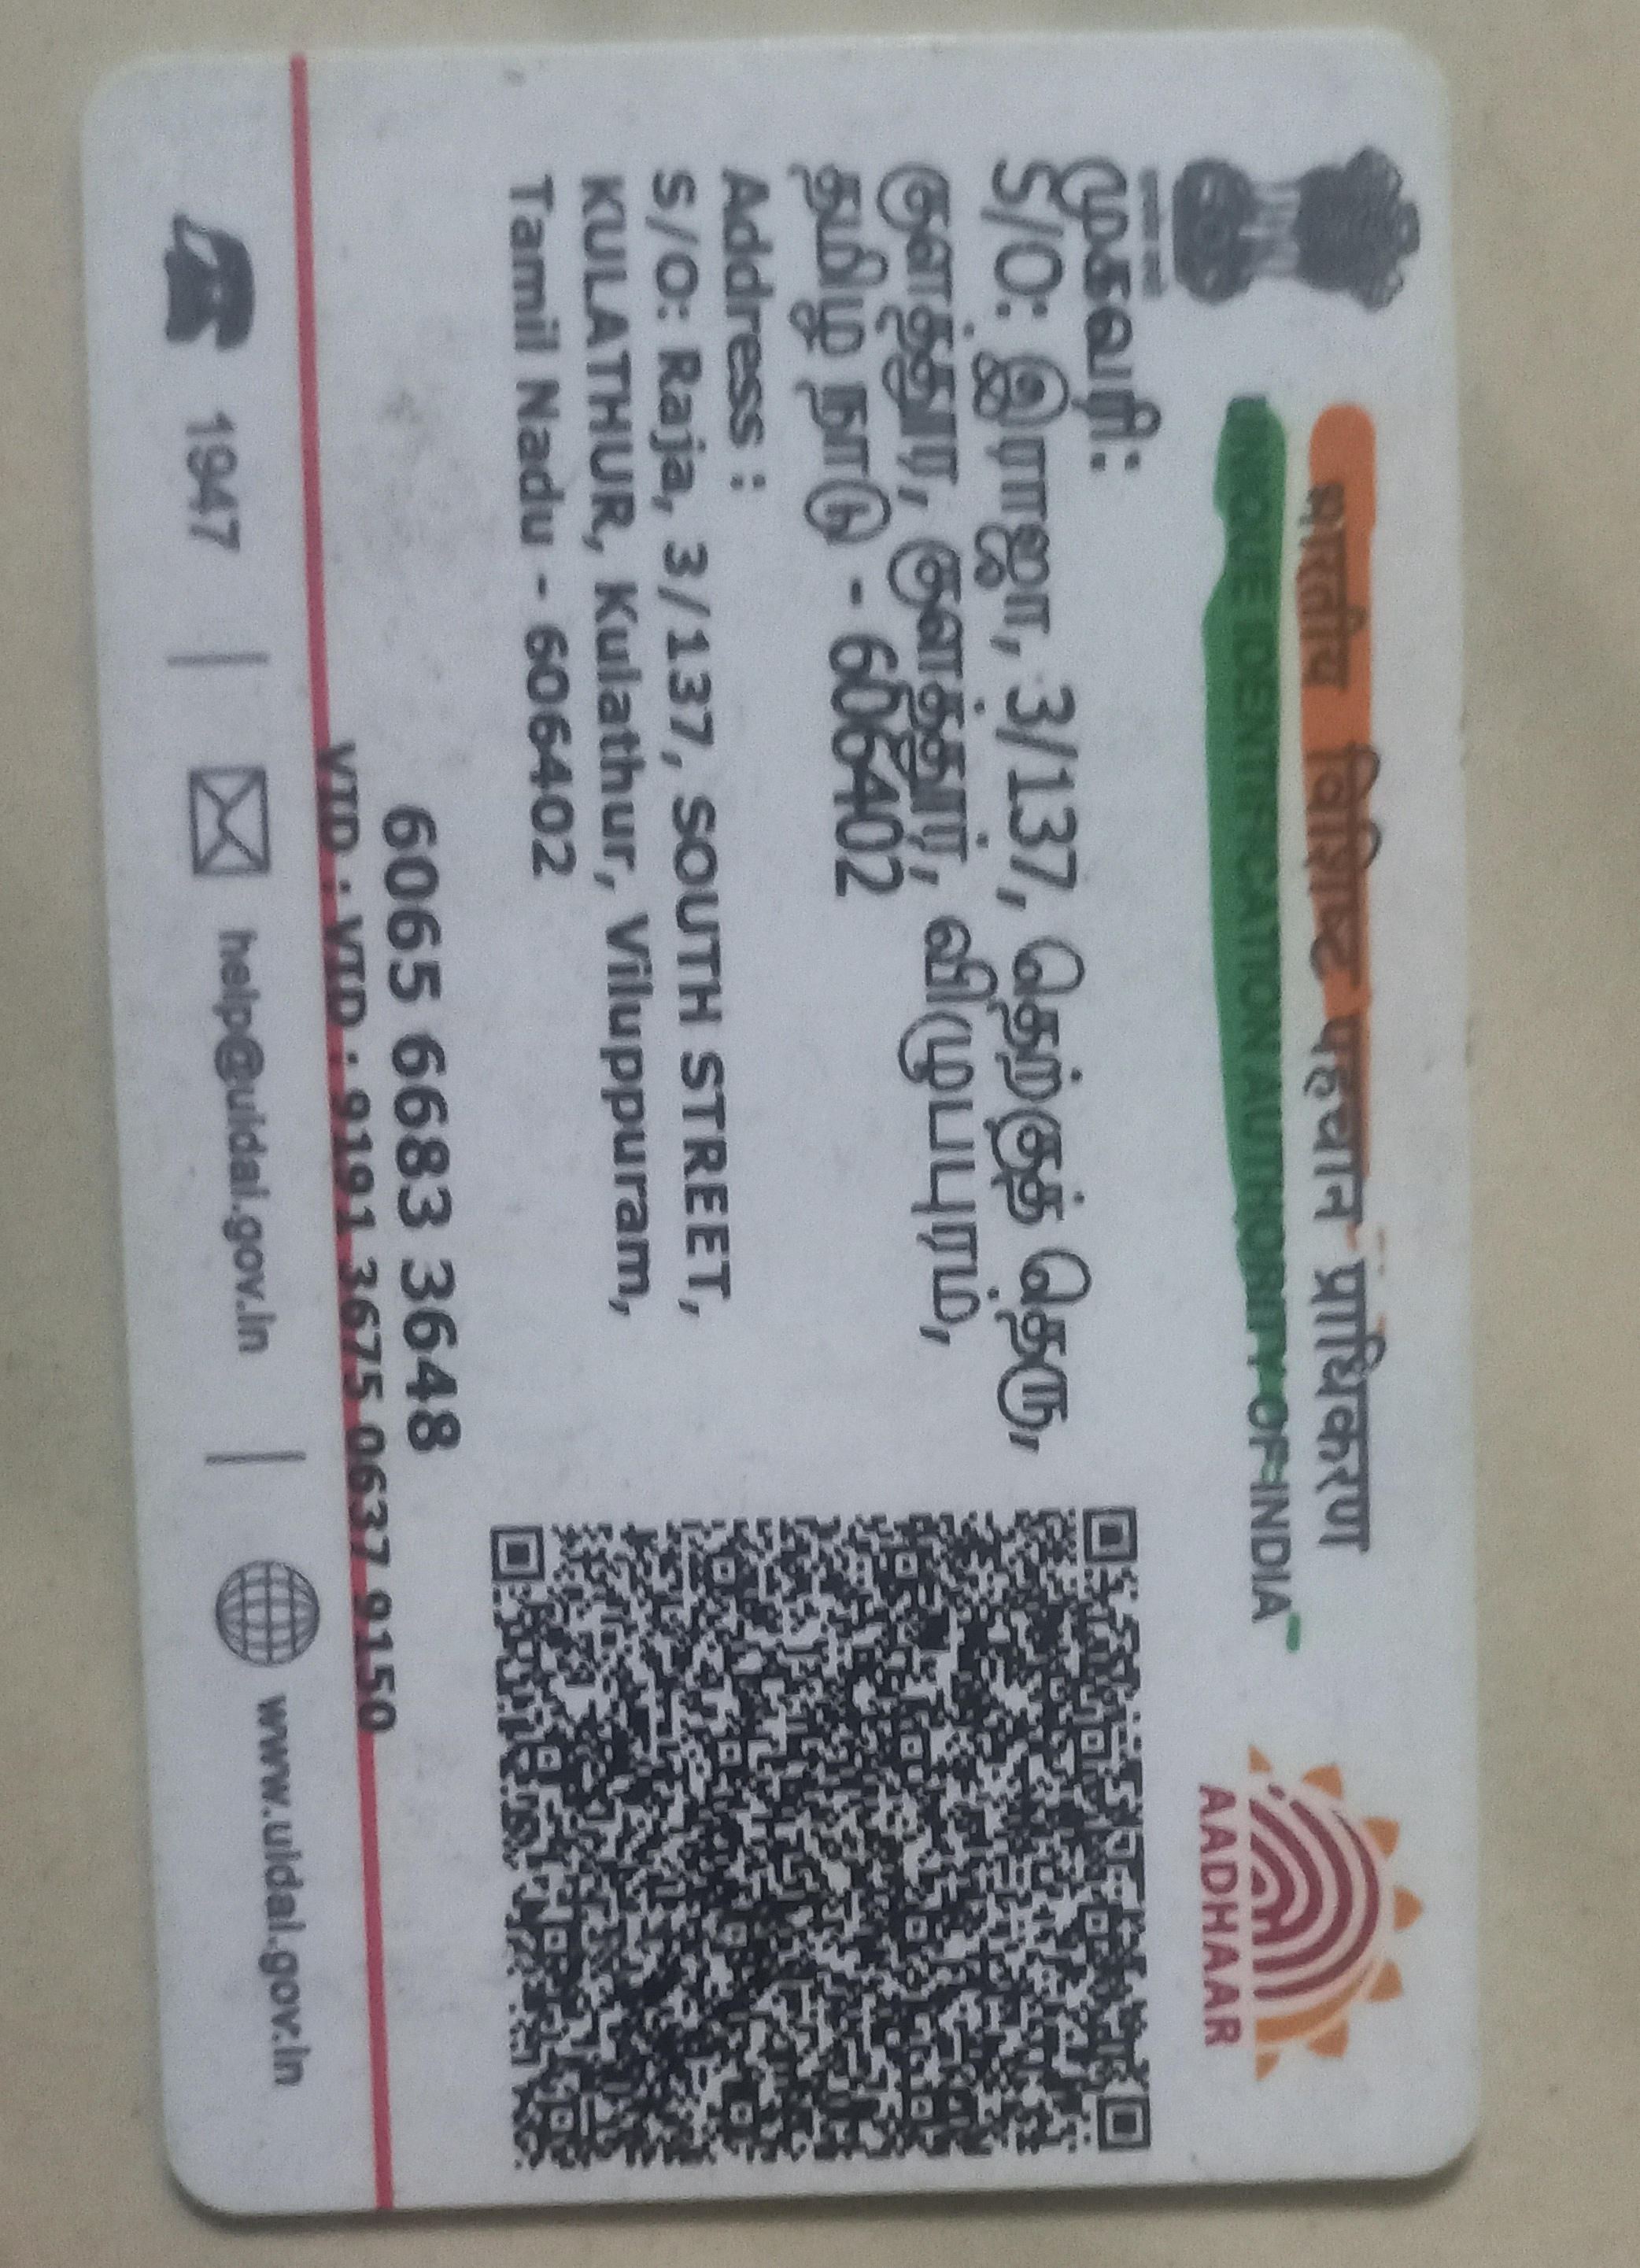 भारतीय विशिष्ट पहचान प्राधिकरण
UNIQUE IDENTIFICATION AUTHORITY OF INDIA
AADHAAR
முகவரி:
S/O: இராஜா, 3/137, தெற்குத் தெரு,
குளத்தூர, குளத்தூர், விழுபபுரம்,
தமிழ நாடு - 606402
Address :
S/O: Raja, 3/137, SOUTH STREET,
KULATHUR, Kulathur, Viluppuram,
Tamil Nadu - 606402
6065 6683 3648
VID : VID : 9191 3675 0637 9150
1947 | help@uidai.gov.in | www.uidai.gov.in